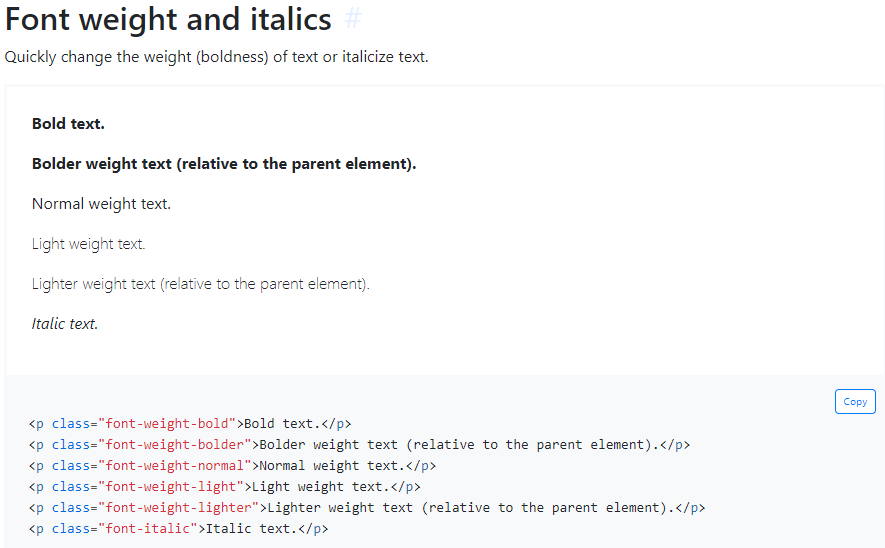 Font weight and italics #
Quickly change the weight (boldness) of text or italicize text.
Bold text.
Bolder weight text (relative to the parent element).
Normal weight text.
Light weight text.
Lighter weight text (relative to the parent element).
Italic text.
Copy
<p class="font-weight-bold">Bold text.</p>
<p class="font-weight-bolder">Bolder weight text (relative to the parent element).</p>
<p class="font-weight-normal">Normal weight text.</p>
<p class="font-weight-light">Light weight text.</p>
<p class="font-weight-lighter">Lighter weight text (relative to the parent element).</p>
<p class="font-italic">Italic text.</p>